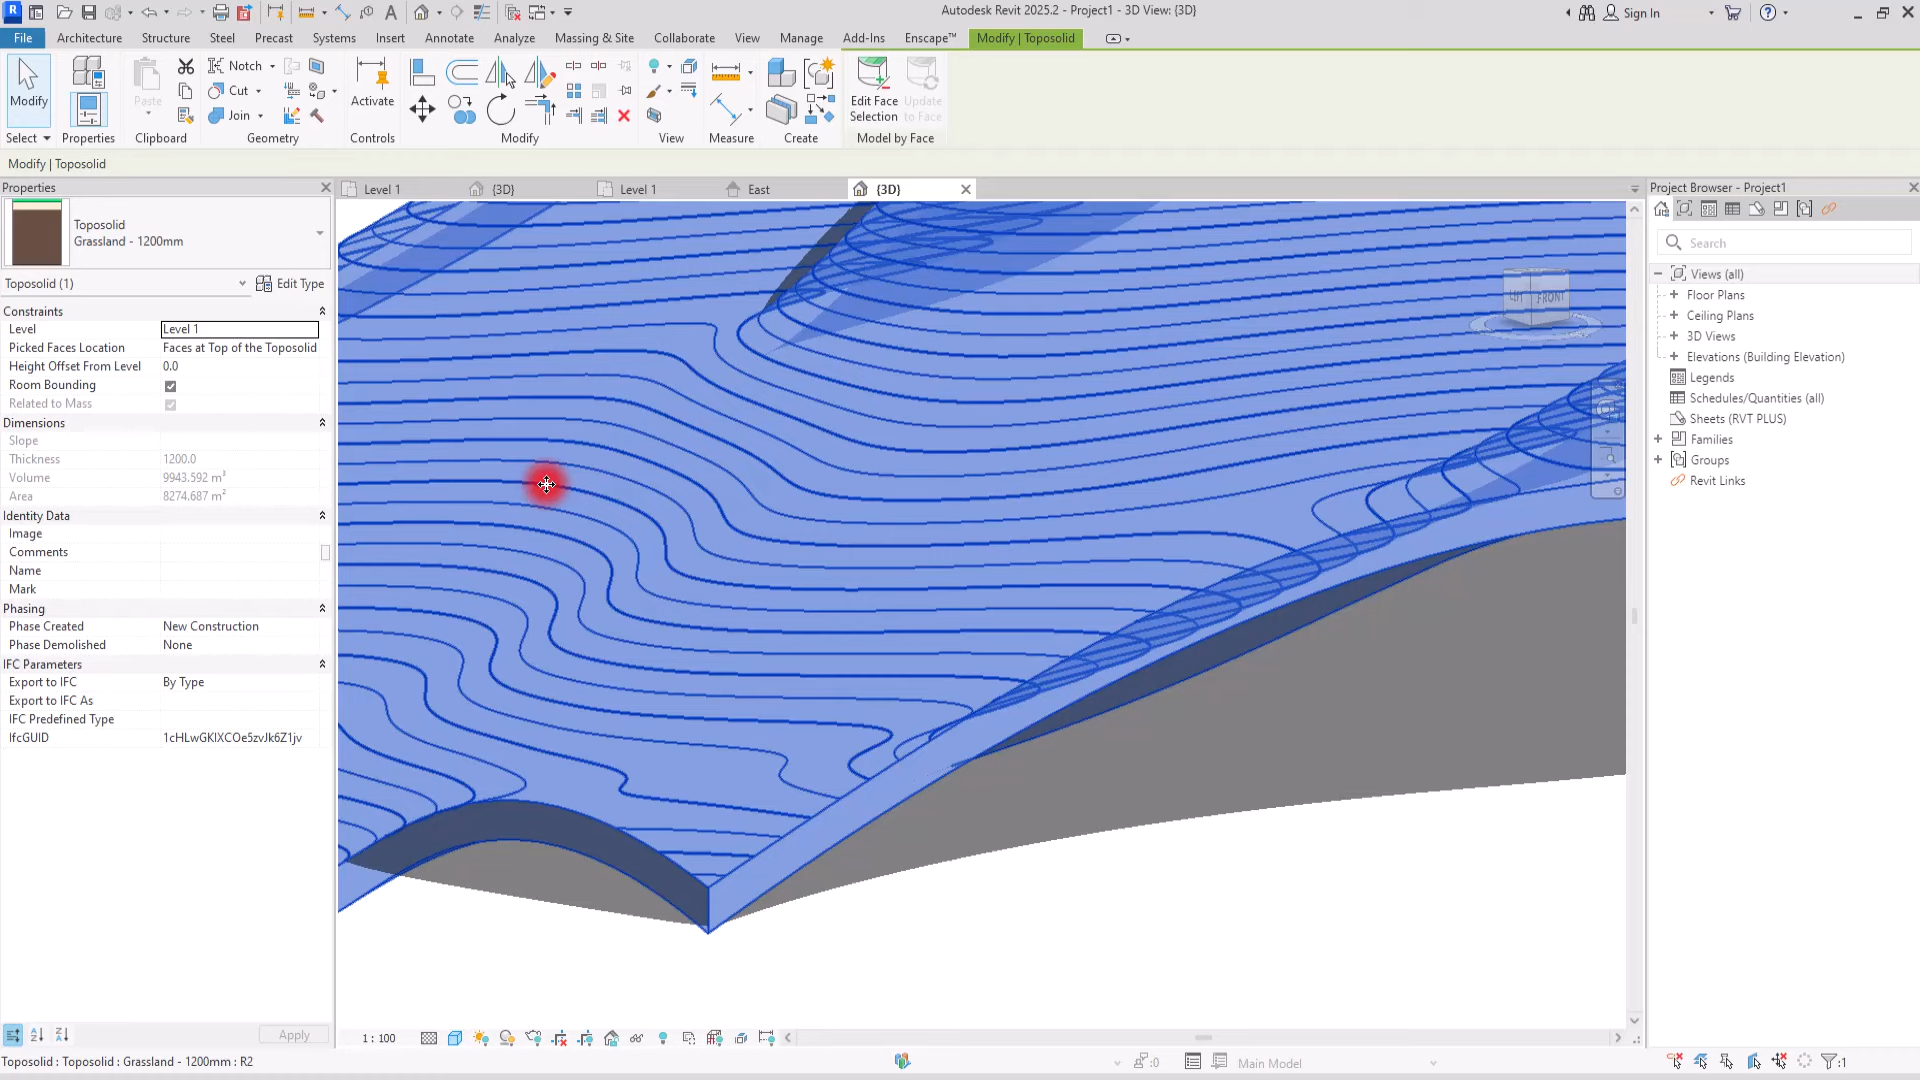 Autodesk Revit 2025.2 - Project1 - 3D View: {3D}
Sign In
File
Architecture
Structure
Steel
Precast
Systems
Insert
Annotate
Analyze
Massing & Site
Collaborate
View
Manage
Add-Ins
Enscape™
Modify | Toposolid
Modify
Paste
Notch
Cut
Join
Activate
Edit Face
Selection
Update
to Face
Select
Properties
Clipboard
Geometry
Controls
Modify
View
Measure
Create
Model by Face
Modify | Toposolid
Properties
Toposolid
Grassland - 1200mm
Toposolid (1)
Edit Type
Constraints
Level
Level 1
Picked Faces Location
Faces at Top of the Toposolid
Height Offset From Level
0.0
Room Bounding
Related to Mass
Dimensions
Slope
Thickness
1200.0
Volume
9943.592 m³
Area
8274.687 m²
Identity Data
Image
Comments
Name
Mark
Phasing
Phase Created
New Construction
Phase Demolished
None
IFC Parameters
Export to IFC
By Type
Export to IFC As
IFC Predefined Type
IfcGUID
Apply
Level 1
{3D}
Level 1
East
{3D}
LEFT
FRONT
Project Browser - Project1
Search
Views (all)
Floor Plans
Ceiling Plans
3D Views
Elevations (Building Elevation)
Legends
Schedules/Quantities (all)
Sheets (RVT PLUS)
Families
Groups
Revit Links
1 : 100
Toposolid : Toposolid : Grassland - 1200mm : R2
:0
Main Model
:1